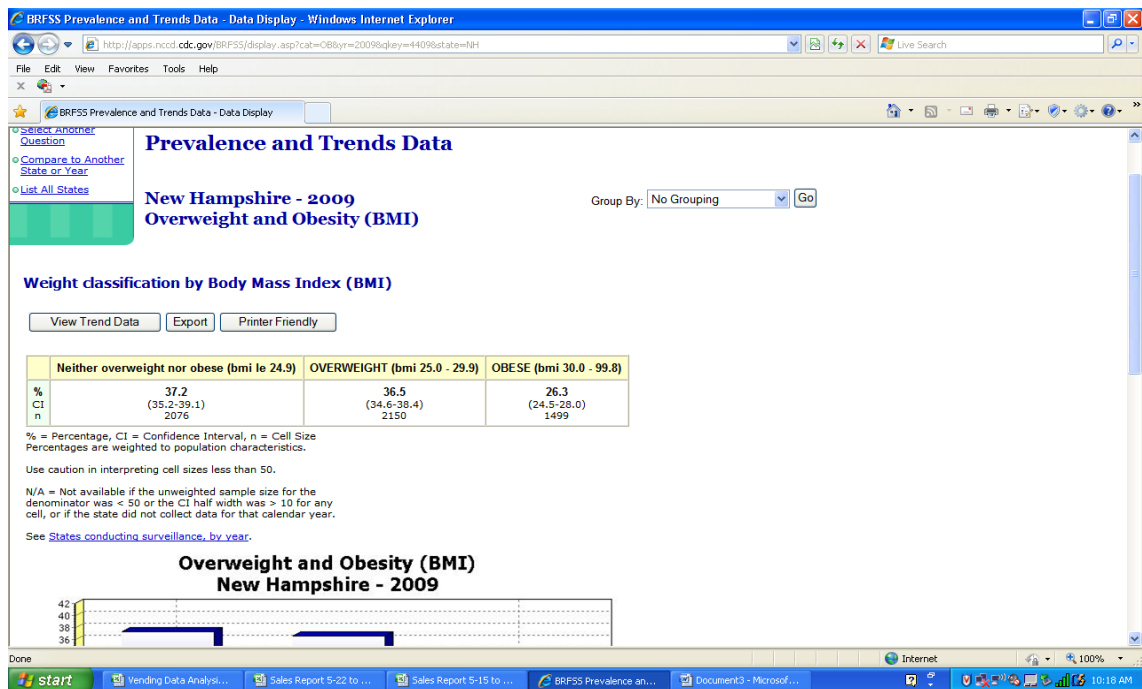 BRFSS Prevalence and Trends Data - Data Display - Windows Internet Explorer
http://apps.nccd.cdc.gov/BRFSS/display.asp?cat=OB&yr=2009&qkey=4409&state=NH
Live Search
File Edit View Favorites Tools Help
BRFSS Prevalence and Trends Data - Data Display
Select Another
Question
Compare to Another
State or Year
List All States
Prevalence and Trends Data
New Hampshire - 2009
Overweight and Obesity (BMI)
Group By: No Grouping Go
Weight classification by Body Mass Index (BMI)
View Trend Data Export Printer Friendly
Neither overweight nor obese (bmi le 24.9) OVERWEIGHT (bmi 25.0 - 29.9) OBESE (bmi 30.0 - 99.8)
% 37.2 36.5 26.3
CI (35.2-39.1) (34.6-38.4) (24.5-28.0)
n 2076 2150 1499
% = Percentage, CI = Confidence Interval, n = Cell Size
Percentages are weighted to population characteristics.
Use caution in interpreting cell sizes less than 50.
N/A = Not available if the unweighted sample size for the
denominator was < 50 or the CI half width was > 10 for any
cell, or if the state did not collect data for that calendar year.
See States conducting surveillance, by year.
Overweight and Obesity (BMI)
New Hampshire - 2009
42
40
38
36
Done Internet 100%
start Vending Data Analysi... Sales Report 5-22 to ... Sales Report 5-15 to ... BRFSS Prevalence an... Document3 - Microsof... 10:18 AM